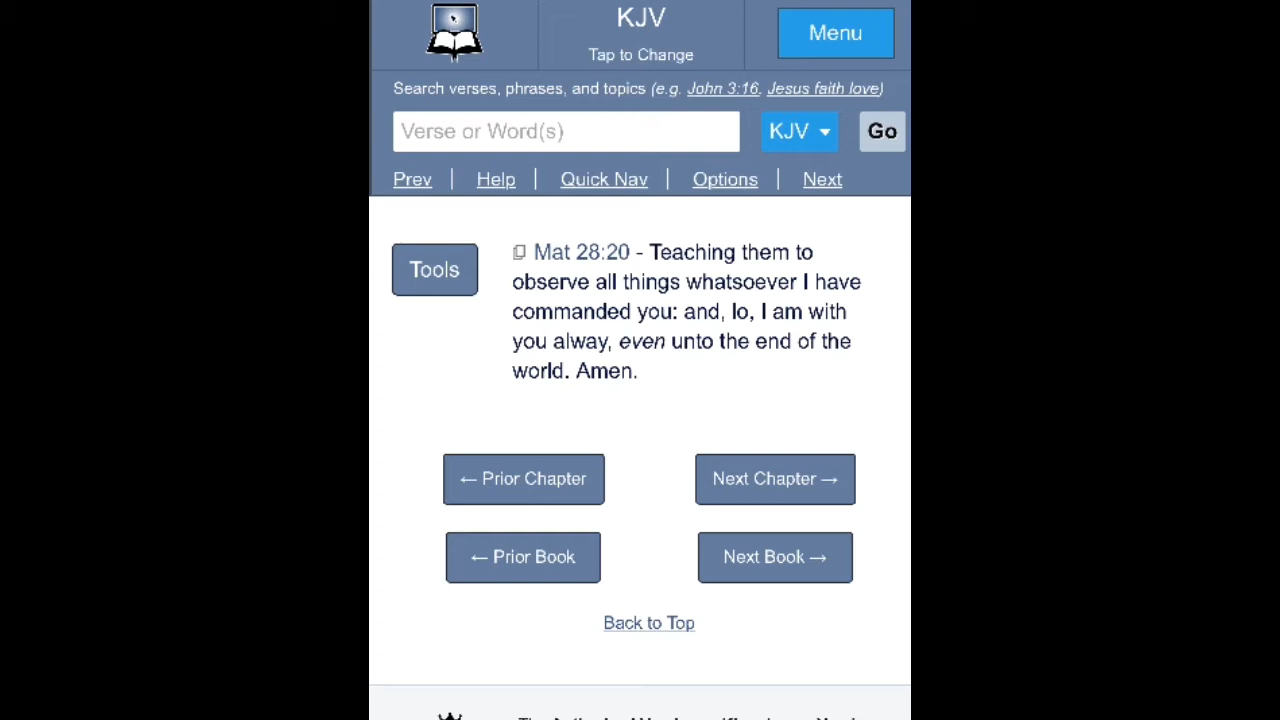 KJV
Tap to Change
Menu
Search verses, phrases, and topics (e.g. John 3:16, Jesus faith love)
Verse or Word(s)
KJV
Go
Prev | Help | Quick Nav | Options | Next
Tools
Mat 28:20 - Teaching them to
observe all things whatsoever I have
commanded you: and, lo, I am with
you alway, even unto the end of the
world. Amen.
← Prior Chapter
Next Chapter →
← Prior Book
Next Book →
Back to Top